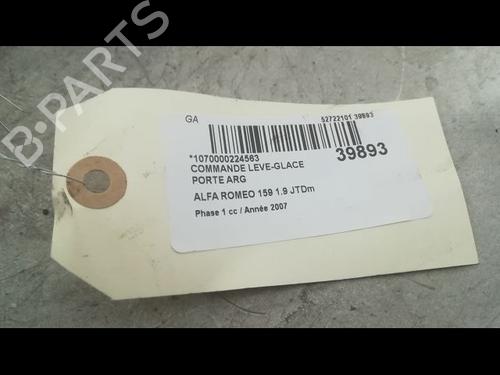 B-PARTS
GA
52722101 39893
*1070000224563
39893
COMMANDE LEVE-GLACE
PORTE ARG
ALFA ROMEO 159 1.9 JTDm
Phase 1 cc / Année 2007